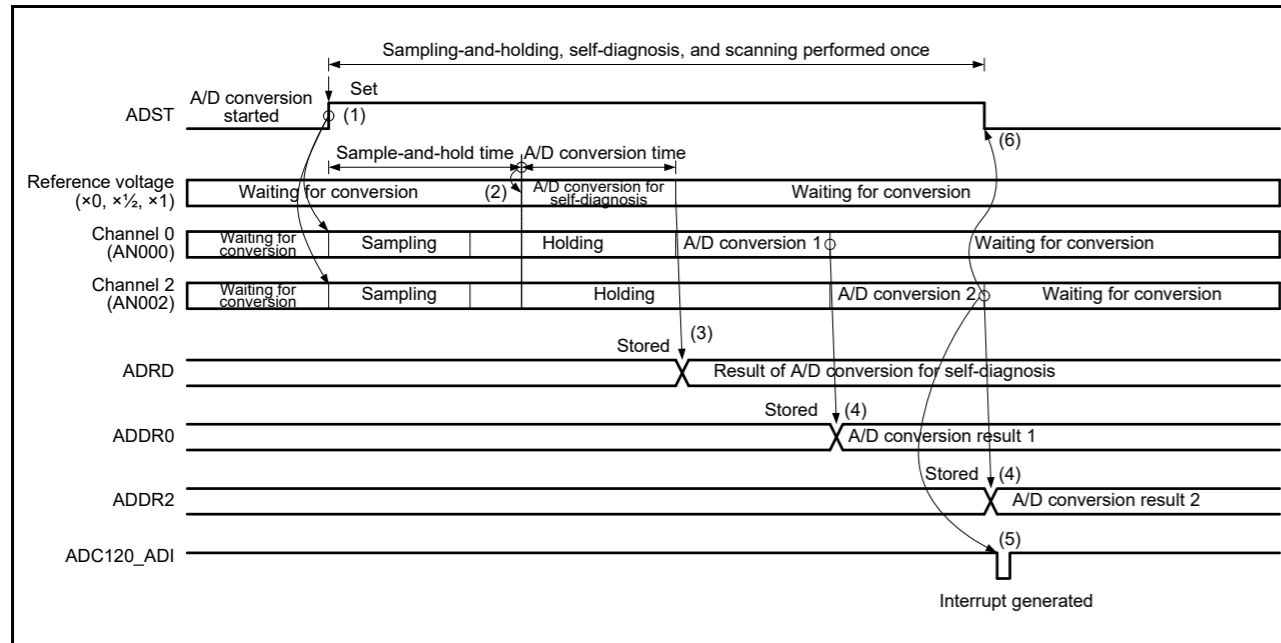 Sampling-and-holding, self-diagnosis, and scanning performed once
A/D conversion
started
Set
ADST
(1)
(6)
Sample-and-hold time
A/D conversion time
Reference voltage
(×0, ×½, ×1)
Waiting for conversion
(2)
A/D conversion for
self-diagnosis
Waiting for conversion
Channel 0
(AN000)
Waiting for
conversion
Sampling
Holding
A/D conversion 1
Waiting for conversion
Channel 2
(AN002)
Waiting for
conversion
Sampling
Holding
A/D conversion 2
Waiting for conversion
Stored
(3)
ADRD
Result of A/D conversion for self-diagnosis
Stored
(4)
ADDR0
A/D conversion result 1
Stored
(4)
ADDR2
A/D conversion result 2
ADC120_ADI
(5)
Interrupt generated